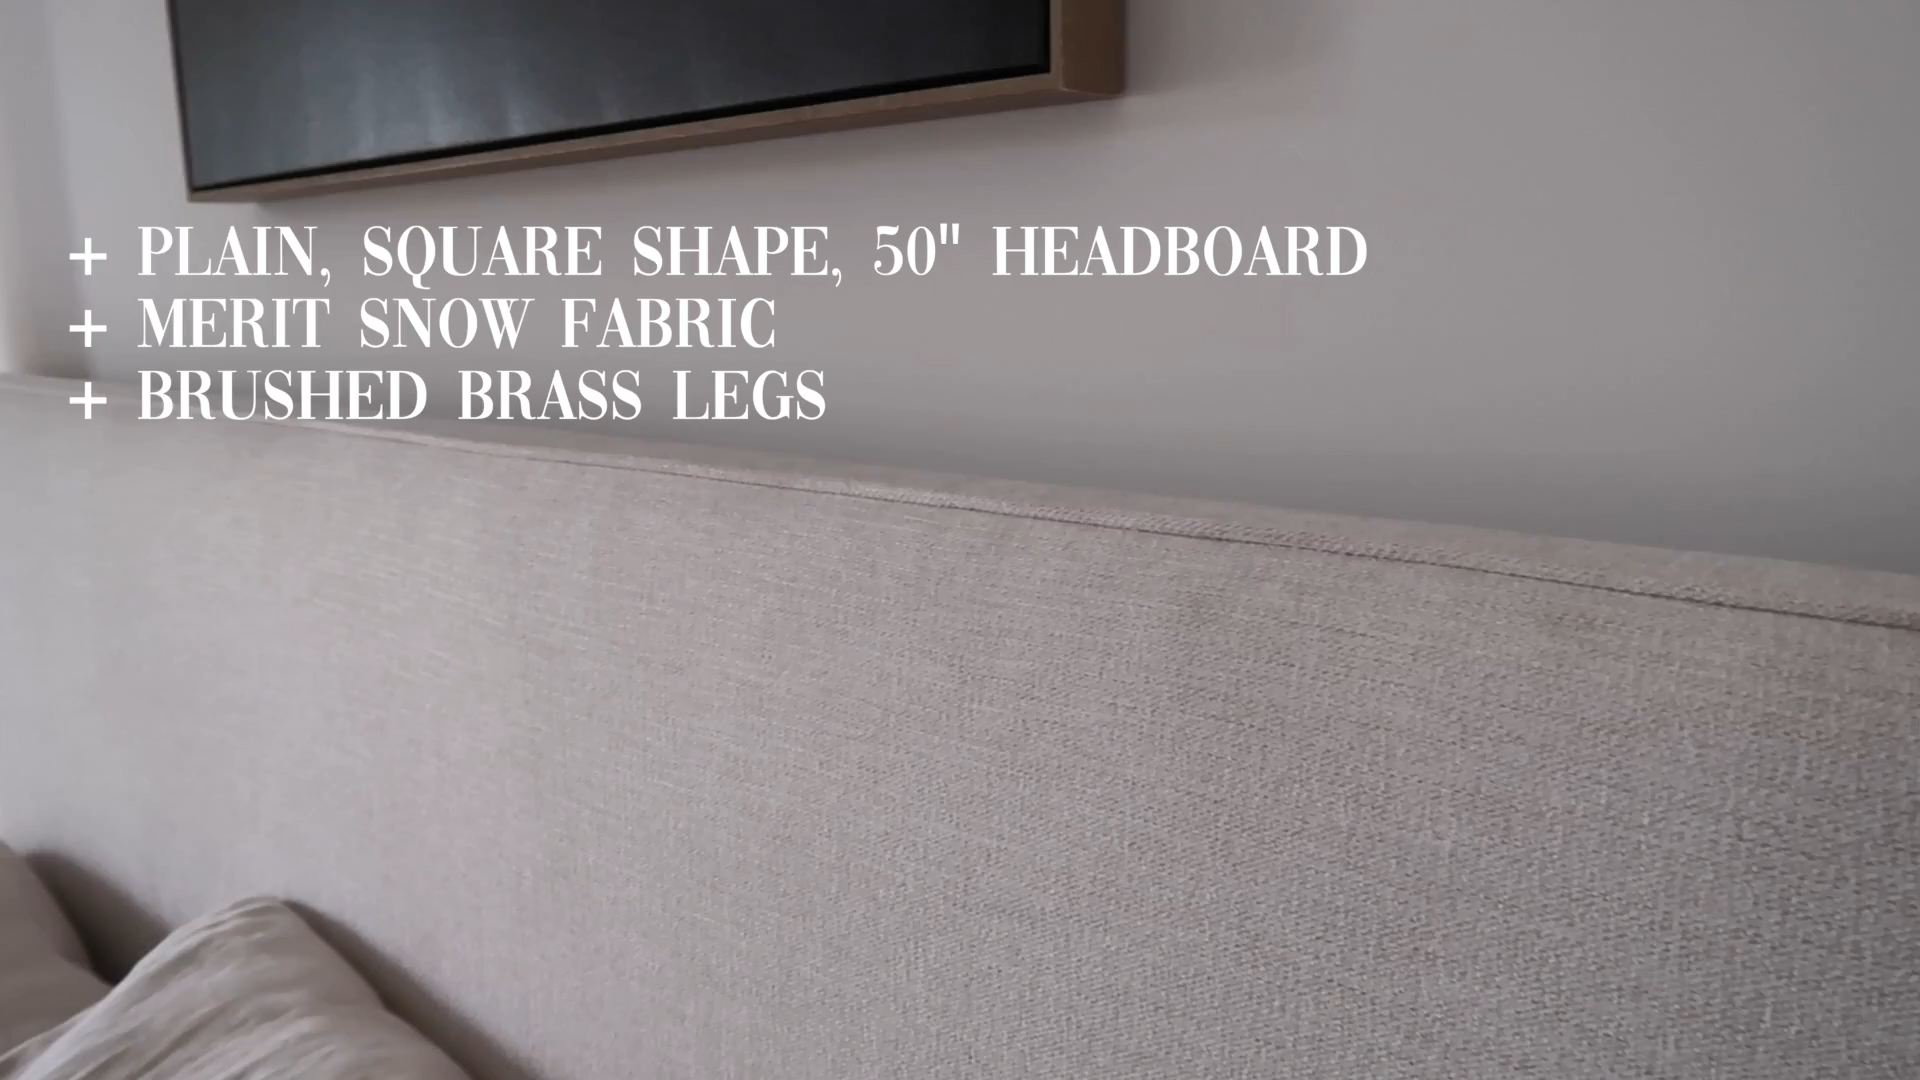 + PLAIN, SQUARE SHAPE, 50" HEADBOARD
+ MERIT SNOW FABRIC
+ BRUSHED BRASS LEGS